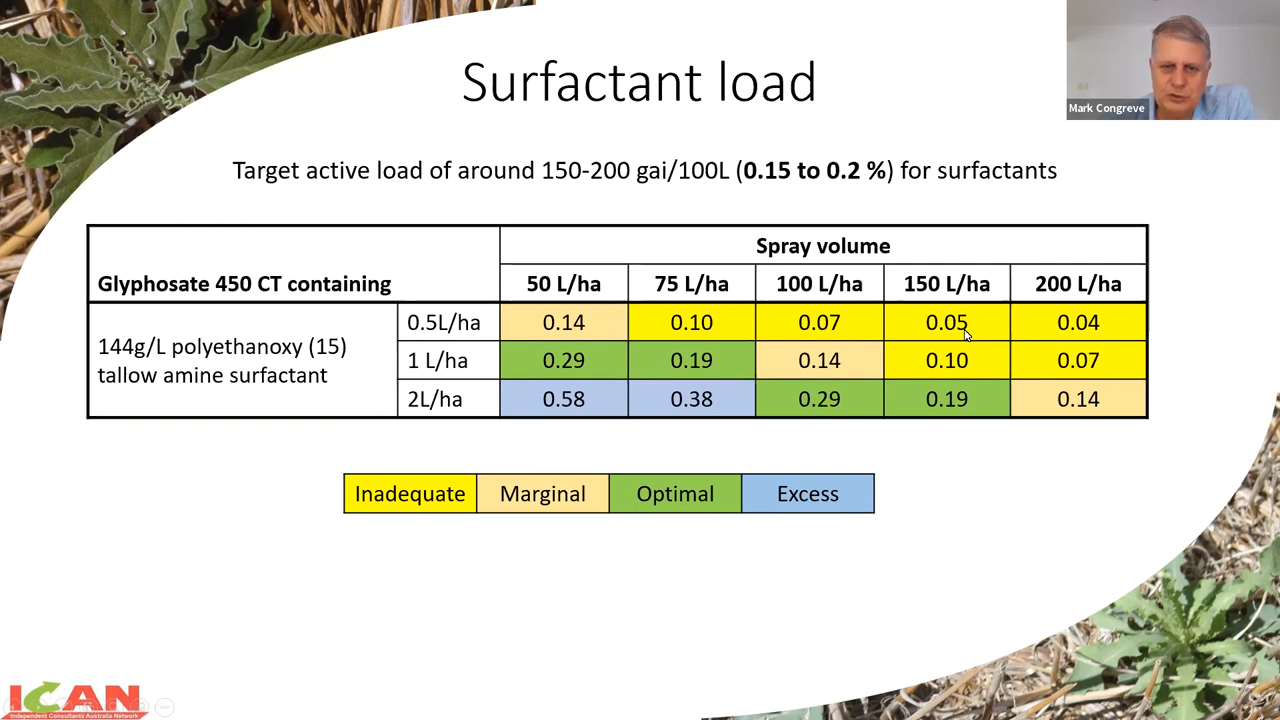 Surfactant load
Mark Congreve
Target active load of around 150-200 gai/100L (0.15 to 0.2 %) for surfactants
Spray volume
Glyphosate 450 CT containing 50 L/ha 75 L/ha 100 L/ha 150 L/ha 200 L/ha
144g/L polyethanoxy (15)
tallow amine surfactant
0.5L/ha 0.14 0.10 0.07 0.05 0.04
1 L/ha 0.29 0.19 0.14 0.10 0.07
2L/ha 0.58 0.38 0.29 0.19 0.14
Inadequate Marginal Optimal Excess
ICAN
Independent Consultants Australia Network